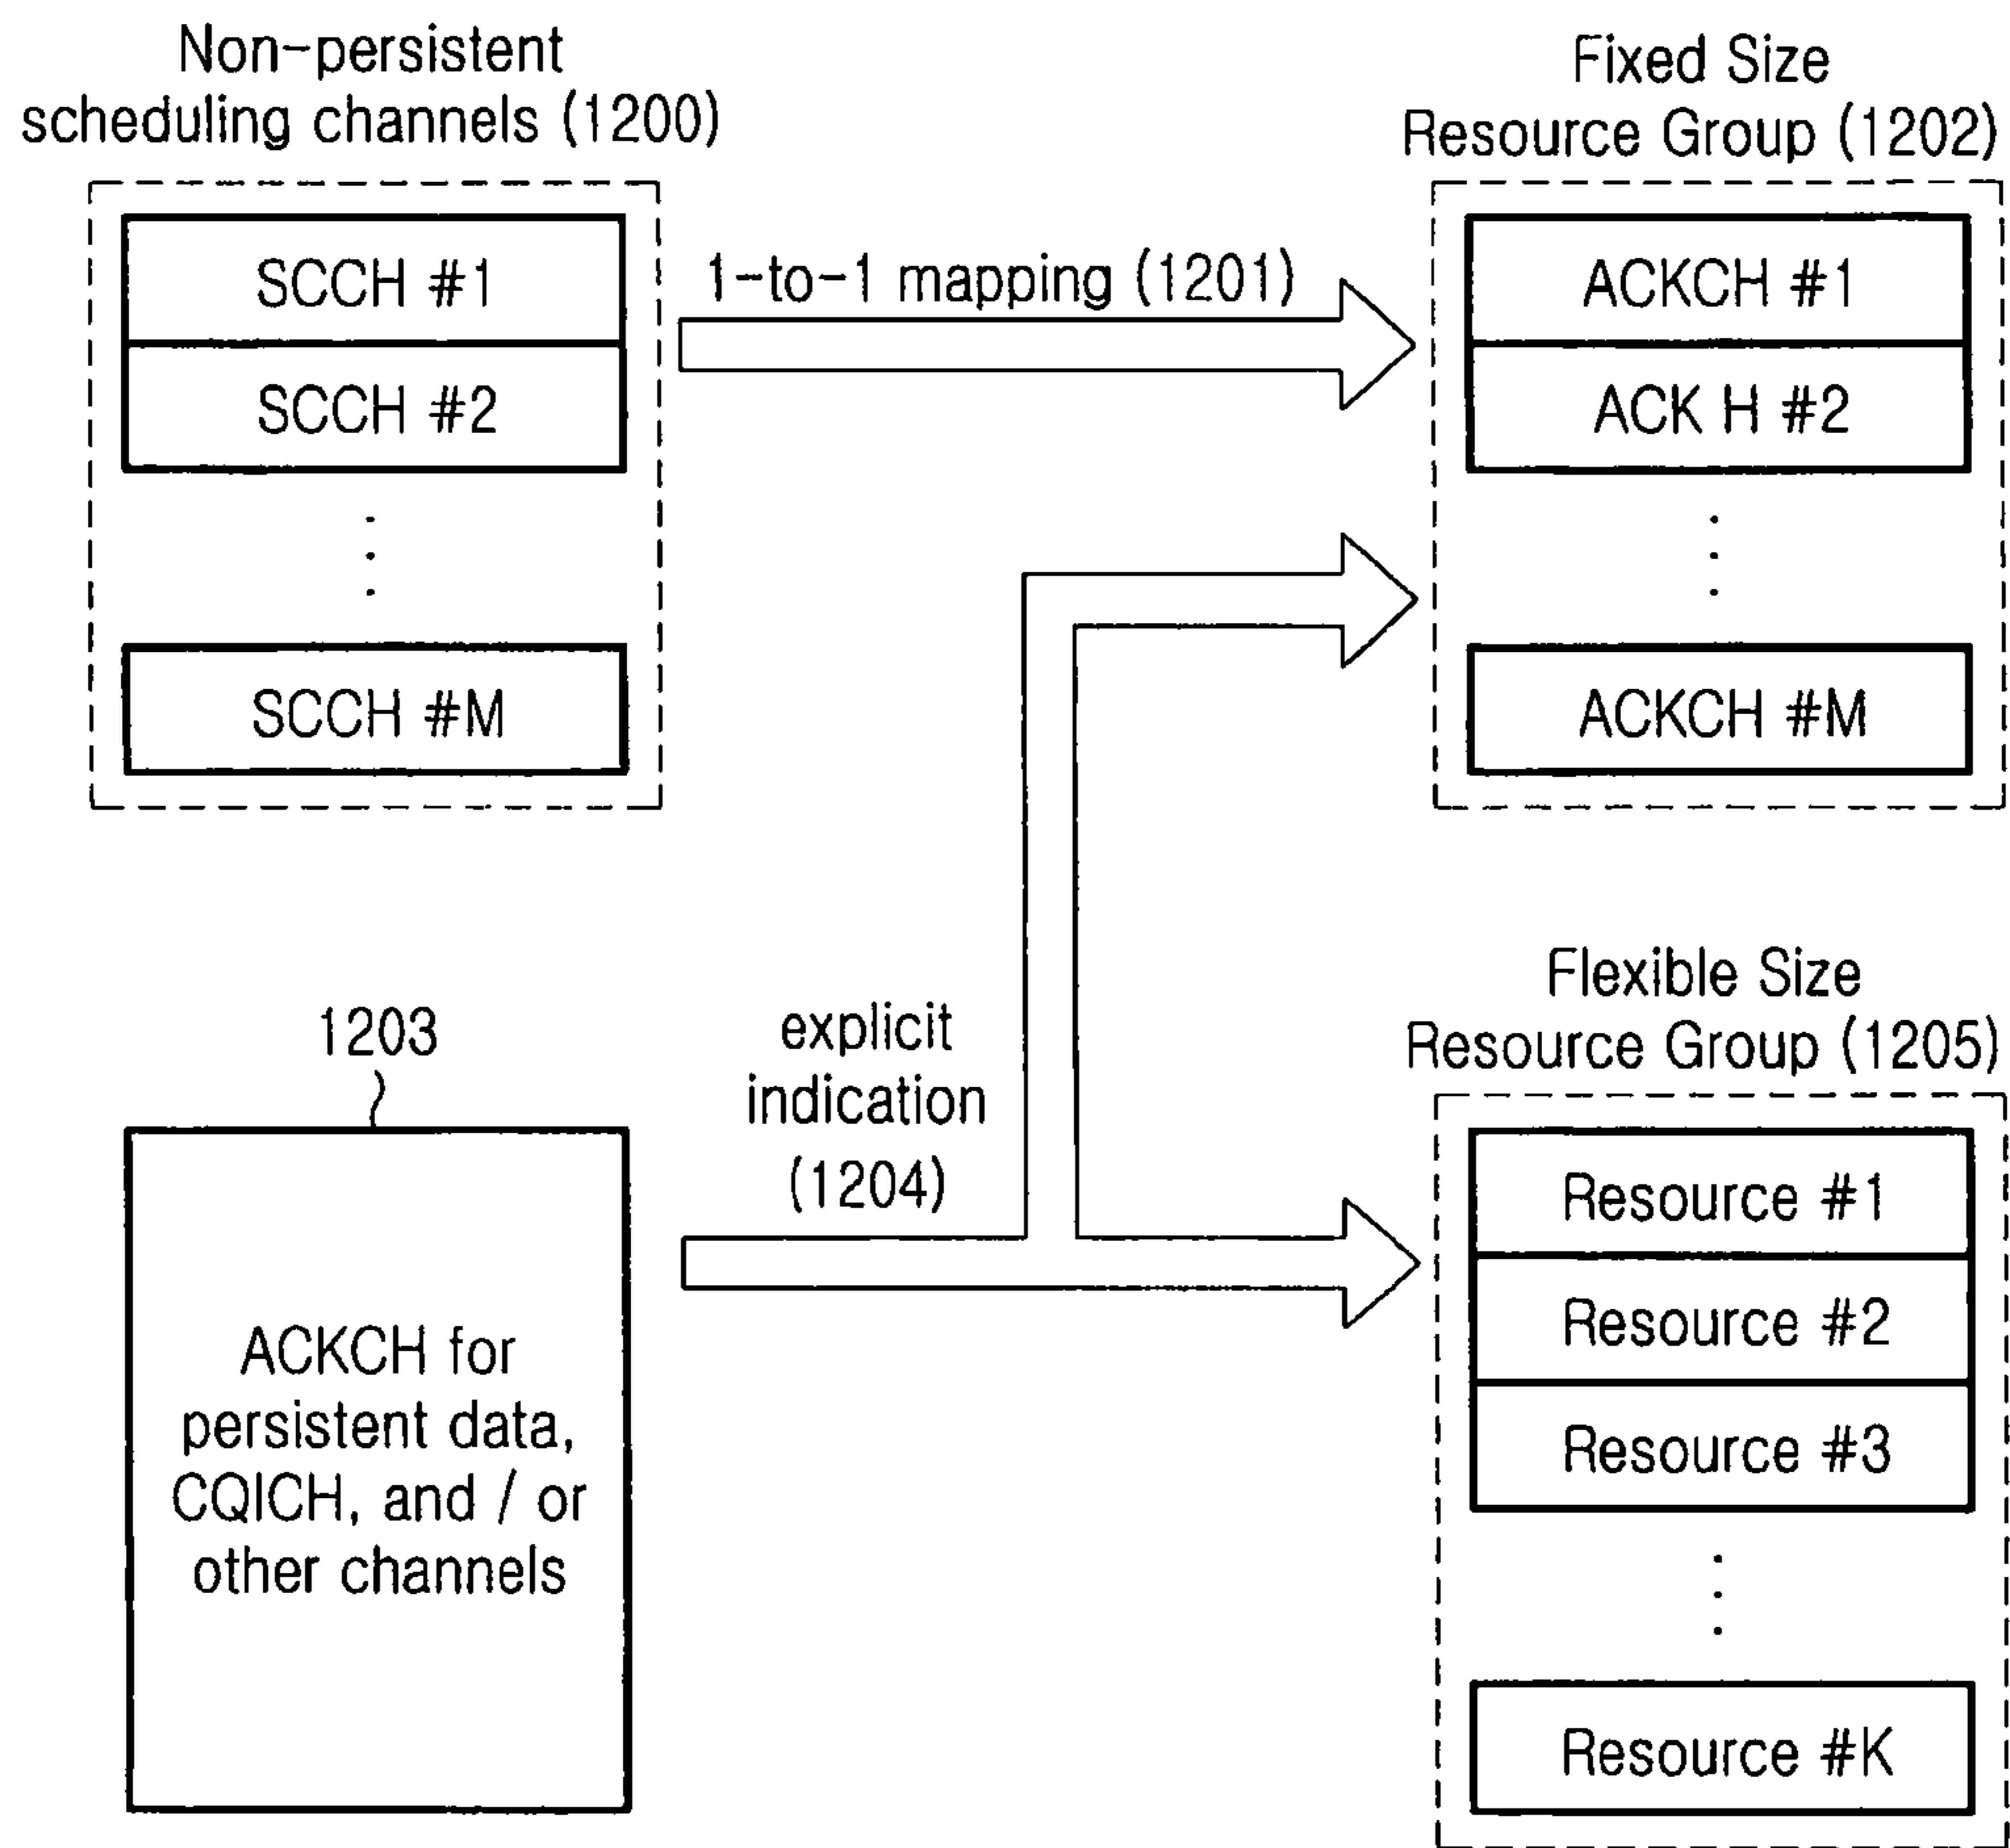 Non-persistent
scheduling channels (1200)
Fixed Size
Resource Group (1202)
SCCH #1
SCCH #2
SCCH #M
1-to-1 mapping (1201)
ACKCH #1
ACK H #2
ACKCH #M
1203
ACKCH for
persistent data,
CQICH, and / or
other channels
explicit
indication
(1204)
Flexible Size
Resource Group (1205)
Resource #1
Resource #2
Resource #3
Resource #K